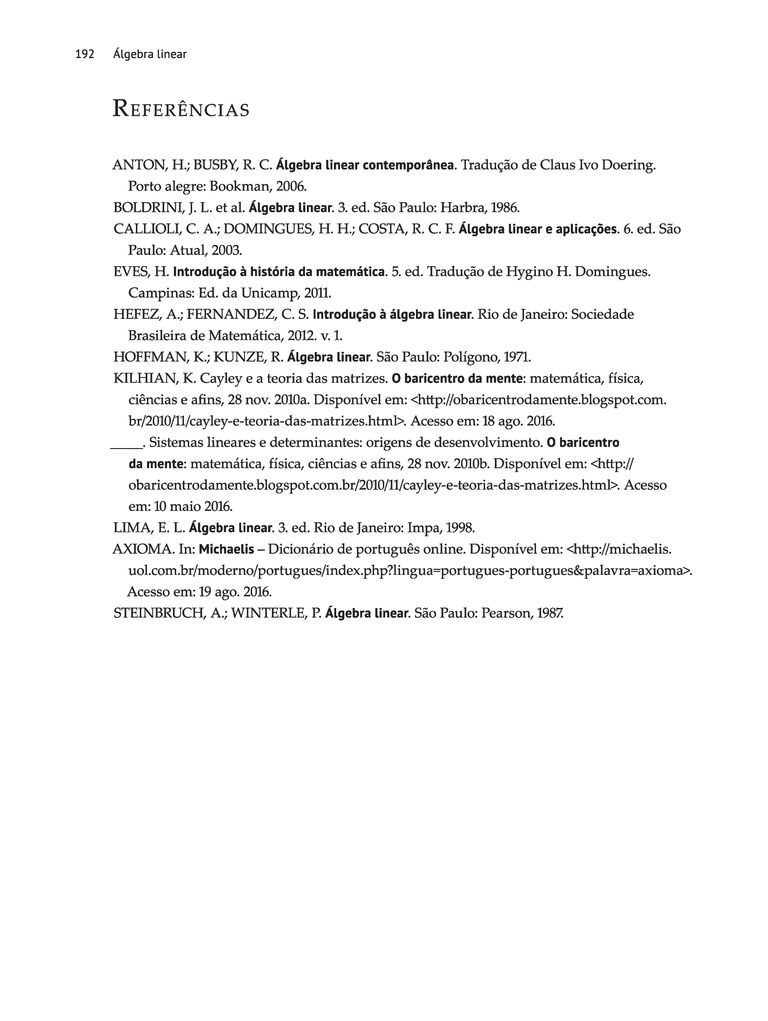 192 Álgebra linear
Referências
ANTON, H.; BUSBY, R. C. Álgebra linear contemporânea. Tradução de Claus Ivo Doering.
Porto alegre: Bookman, 2006.
BOLDRINI, J. L. et al. Álgebra linear. 3. ed. São Paulo: Harbra, 1986.
CALLIOLI, C. A.; DOMINGUES, H. H.; COSTA, R. C. F. Álgebra linear e aplicações. 6. ed. São
Paulo: Atual, 2003.
EVES, H. Introdução à história da matemática. 5. ed. Tradução de Hygino H. Domingues.
Campinas: Ed. da Unicamp, 2011.
HEFEZ, A.; FERNANDEZ, C. S. Introdução à álgebra linear. Rio de Janeiro: Sociedade
Brasileira de Matemática, 2012. v. 1.
HOFFMAN, K.; KUNZE, R. Álgebra linear. São Paulo: Polígono, 1971.
KILHIAN, K. Cayley e a teoria das matrizes. O baricentro da mente: matemática, física,
ciências e afins, 28 nov. 2010a. Disponível em: <http://obaricentrodamente.blogspot.com.
br/2010/11/cayley-e-teoria-das-matrizes.html>. Acesso em: 18 ago. 2016.
_____. Sistemas lineares e determinantes: origens de desenvolvimento. O baricentro
da mente: matemática, física, ciências e afins, 28 nov. 2010b. Disponível em: <http://
obaricentrodamente.blogspot.com.br/2010/11/cayley-e-teoria-das-matrizes.html>. Acesso
em: 10 maio 2016.
LIMA, E. L. Álgebra linear. 3. ed. Rio de Janeiro: Impa, 1998.
AXIOMA. In: Michaelis – Dicionário de português online. Disponível em: <http://michaelis.
uol.com.br/moderno/portugues/index.php?lingua=portugues-portugues&palavra=axioma>.
Acesso em: 19 ago. 2016.
STEINBRUCH, A.; WINTERLE, P. Álgebra linear. São Paulo: Pearson, 1987.